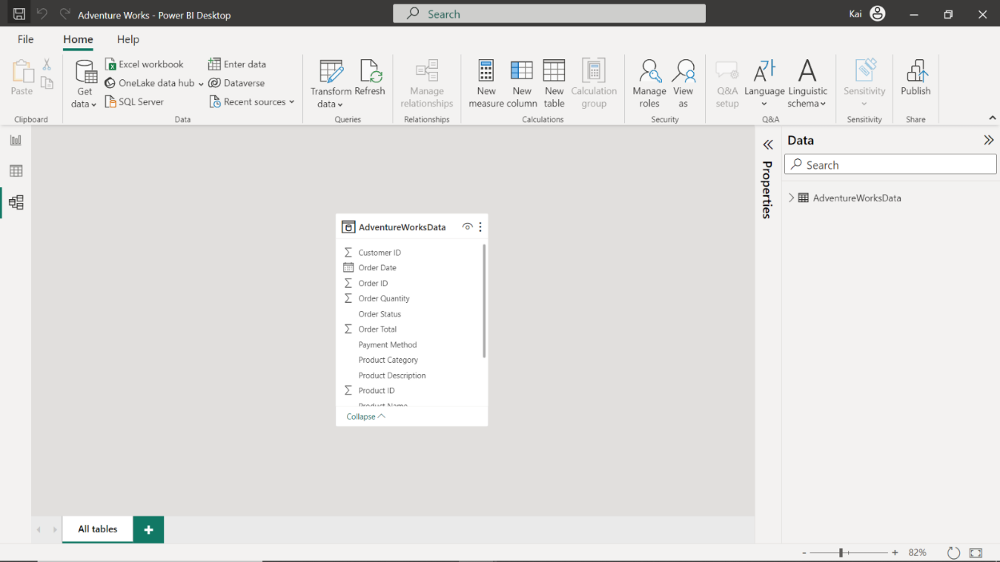 Adventure Works - Power BI Desktop
Search
Kai
File
Home
Help
Paste
Clipboard
Get
data
Excel workbook
OneLake data hub
SQL Server
Enter data
Dataverse
Recent sources
Data
Transform
data
Refresh
Queries
Manage
relationships
Relationships
New
measure
New
column
New
table
Calculation
group
Calculations
Manage
roles
View
as
Security
Q&A
setup
Language
Linguistic
schema
Q&A
Sensitivity
Sensitivity
Publish
Share
AdventureWorksData
Customer ID
Order Date
Order ID
Order Quantity
Order Status
Order Total
Payment Method
Product Category
Product Description
Product ID
Product Name
Collapse
Properties
Data
Search
AdventureWorksData
All tables
82%